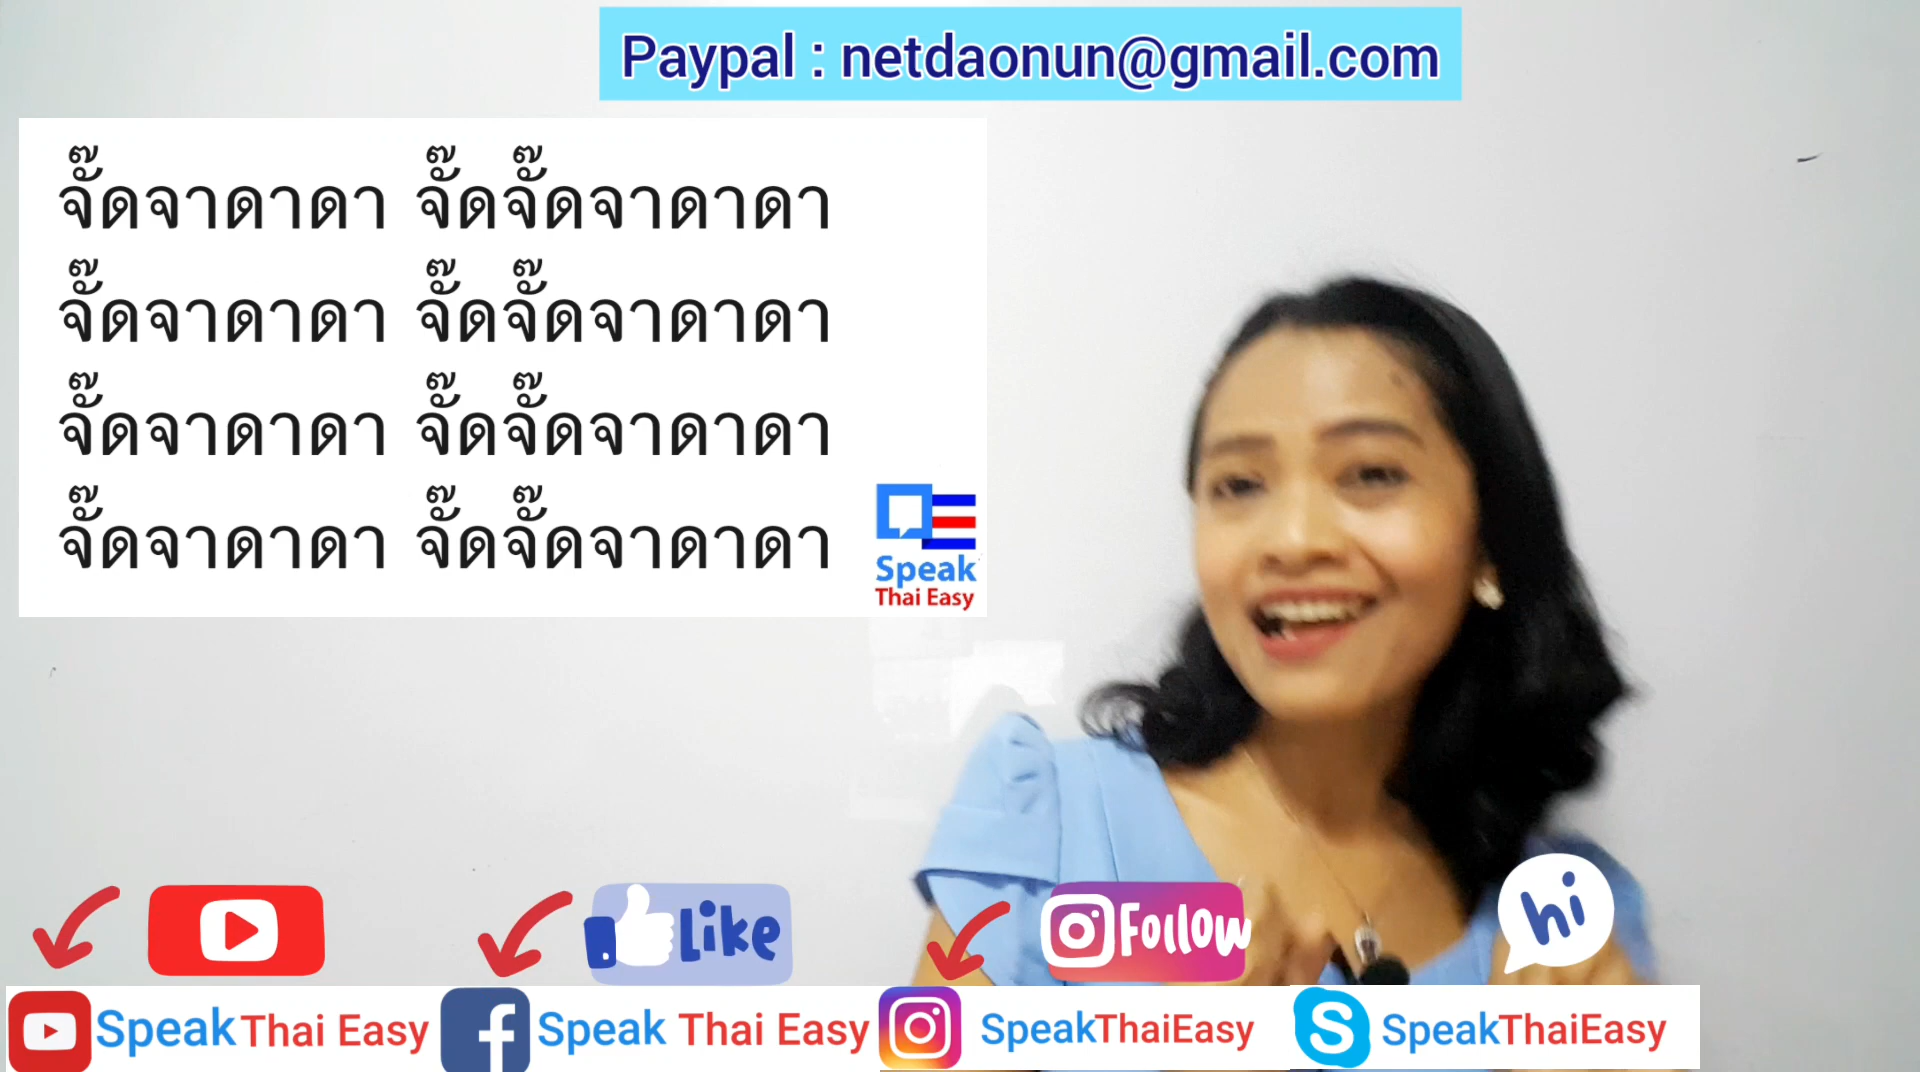 Paypal : netdaonun@gmail.com
จั๊ดจาดาดา จั๊ดจั๊ดจาดาดา
จั๊ดจาดาดา จั๊ดจั๊ดจาดาดา
จั๊ดจาดาดา จั๊ดจั๊ดจาดาดา
จั๊ดจาดาดา จั๊ดจั๊ดจาดาดา
Speak
Thai Easy
Like
Follow
hi
Speak Thai Easy
Speak Thai Easy
SpeakThaiEasy
SpeakThaiEasy